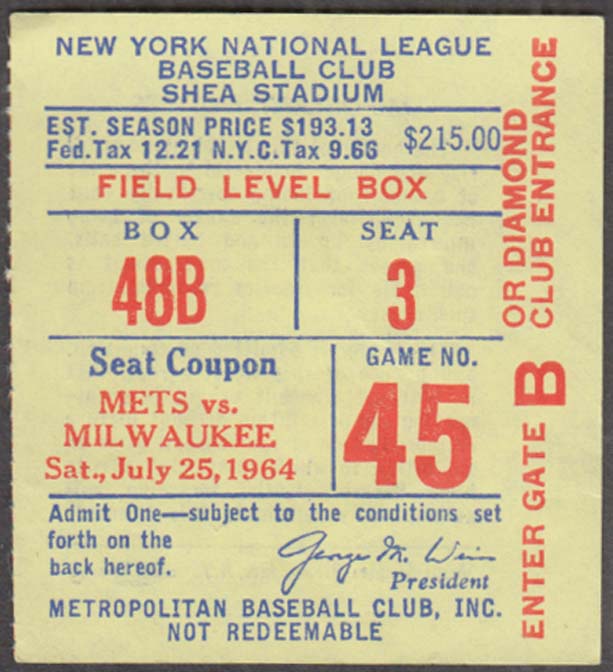 NEW YORK NATIONAL LEAGUE
BASEBALL CLUB
SHEA STADIUM
EST. SEASON PRICE $193.13
Fed.Tax 12.21 N.Y.C.Tax 9.66
$215.00
FIELD LEVEL BOX
BOX
48B
SEAT
3
Seat Coupon
METS vs.
MILWAUKEE
Sat., July 25, 1964
GAME NO.
45
Admit One—subject to the conditions set
forth on the
back hereof.
George M. Weiss
President
METROPOLITAN BASEBALL CLUB, INC.
NOT REDEEMABLE
ENTER GATE B OR DIAMOND
CLUB ENTRANCE